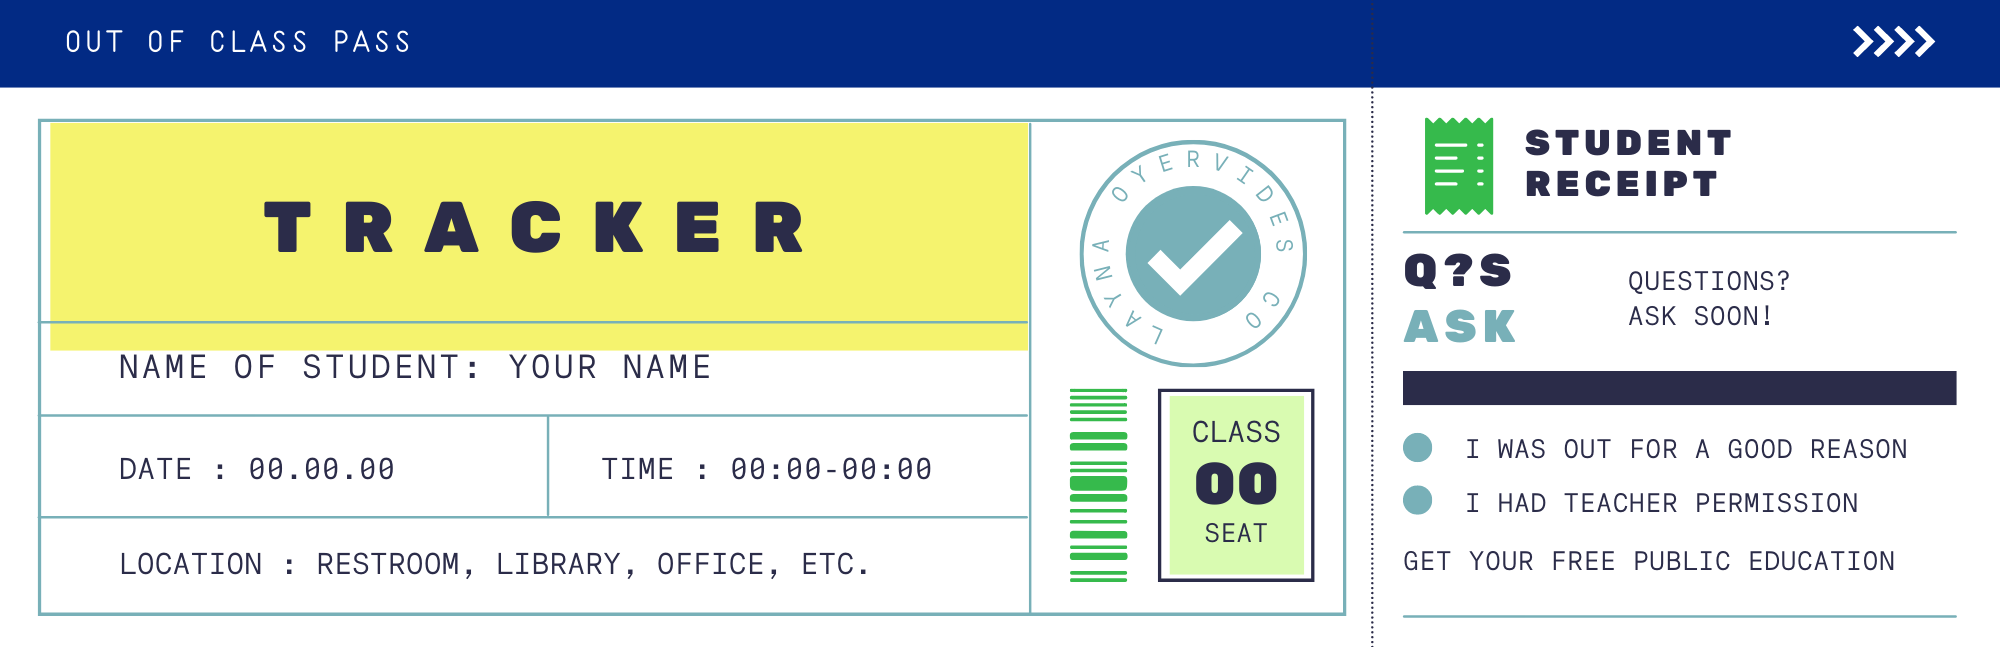 OUT OF CLASS PASS
TRACKER
NAME OF STUDENT: YOUR NAME
DATE : 00.00.00
TIME : 00:00-00:00
LOCATION : RESTROOM, LIBRARY, OFFICE, ETC.
LAYNA OYERVIDES CO
CLASS
00
SEAT
STUDENT
RECEIPT
Q?S
ASK
QUESTIONS?
ASK SOON!
I WAS OUT FOR A GOOD REASON
I HAD TEACHER PERMISSION
GET YOUR FREE PUBLIC EDUCATION